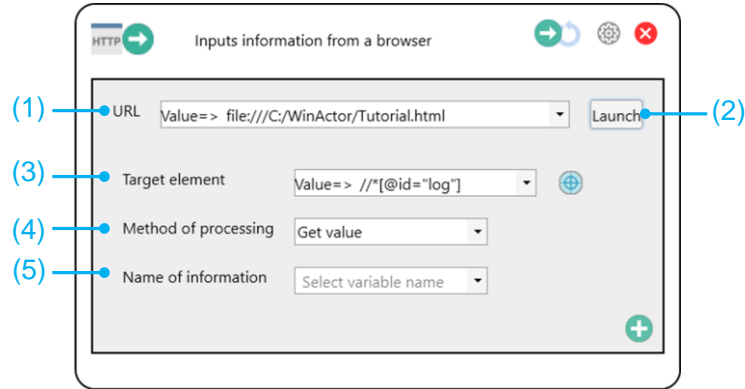 HTTP Inputs information from a browser
(1) URL Value=> file:///C:/WinActor/Tutorial.html Launch (2)
(3) Target element Value=> //*[@id="log"]
(4) Method of processing Get value
(5) Name of information Select variable name